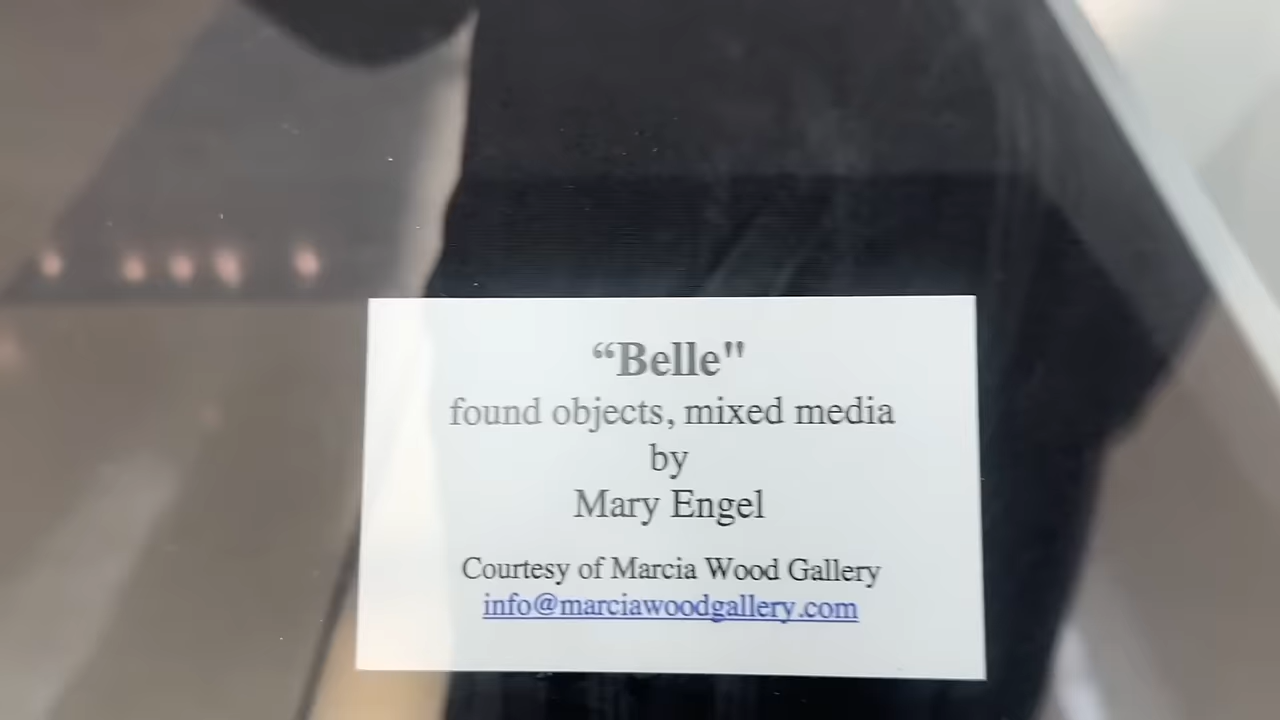 “Belle"
found objects, mixed media
by
Mary Engel
Courtesy of Marcia Wood Gallery
info@marciawoodgallery.com